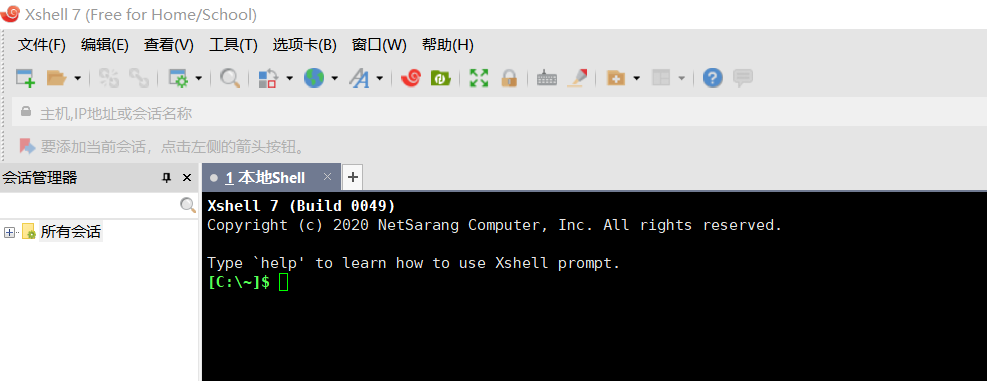 Xshell 7 (Free for Home/School)
文件(F) 编辑(E) 查看(V) 工具(T) 选项卡(B) 窗口(W) 帮助(H)
主机,IP地址或会话名称
要添加当前会话，点击左侧的箭头按钮。
会话管理器
1 本地Shell
所有会话
Xshell 7 (Build 0049)
Copyright (c) 2020 NetSarang Computer, Inc. All rights reserved.
Type `help' to learn how to use Xshell prompt.
[C:\~]$